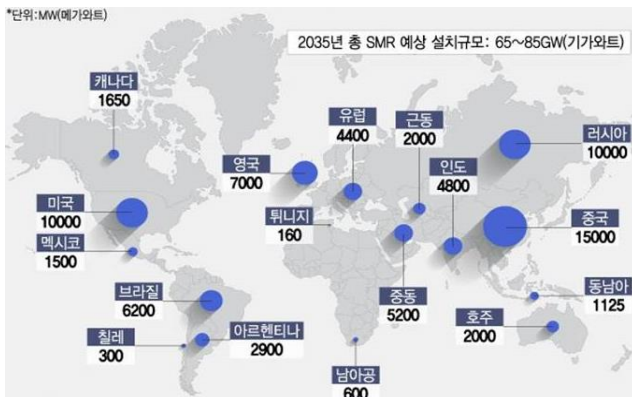 *단위:MW(메가와트)
2035년 총 SMR 예상 설치규모: 65~85GW(기가와트)
캐나다
1650
유럽
4400
근동
2000
러시아
10000
영국
7000
인도
4800
미국
10000
튀니지
160
중국
15000
멕시코
1500
브라질
6200
중동
5200
동남아
1125
칠레
300
아르헨티나
2900
호주
2000
남아공
600